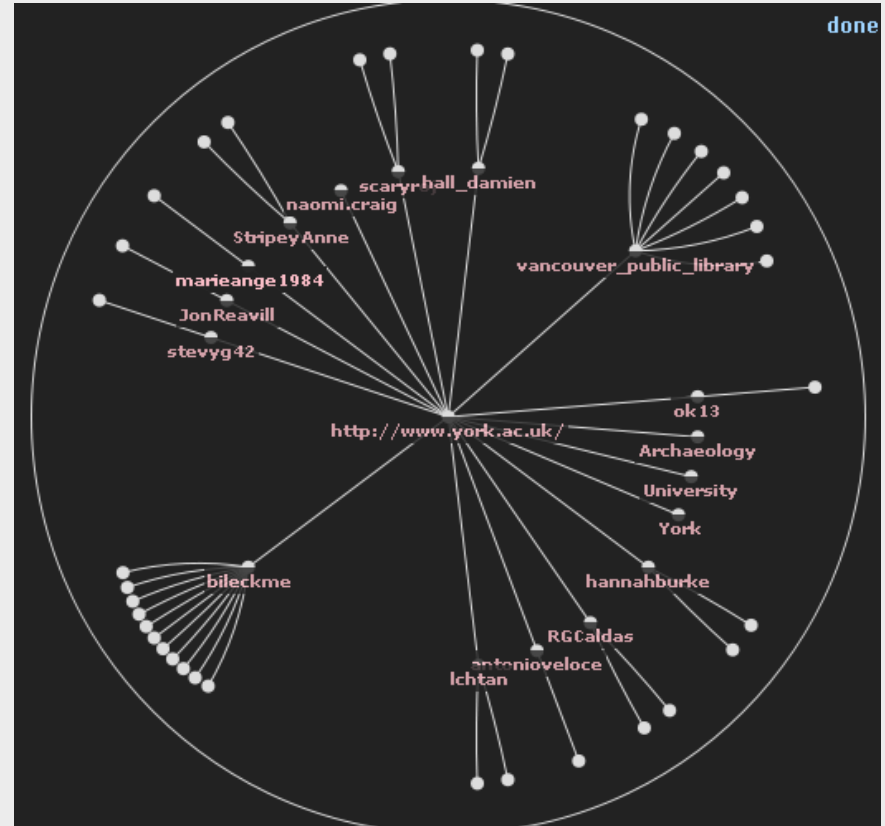 done
hall_damien
naomi.craig
StripeyAnne
vancouver_public_library
marieange1984
JonReavill
stevyg42
ok13
http://www.york.ac.uk/
Archaeology
University
York
bileckme
hannahburke
RGCaldas
antonioveloce
lchtan